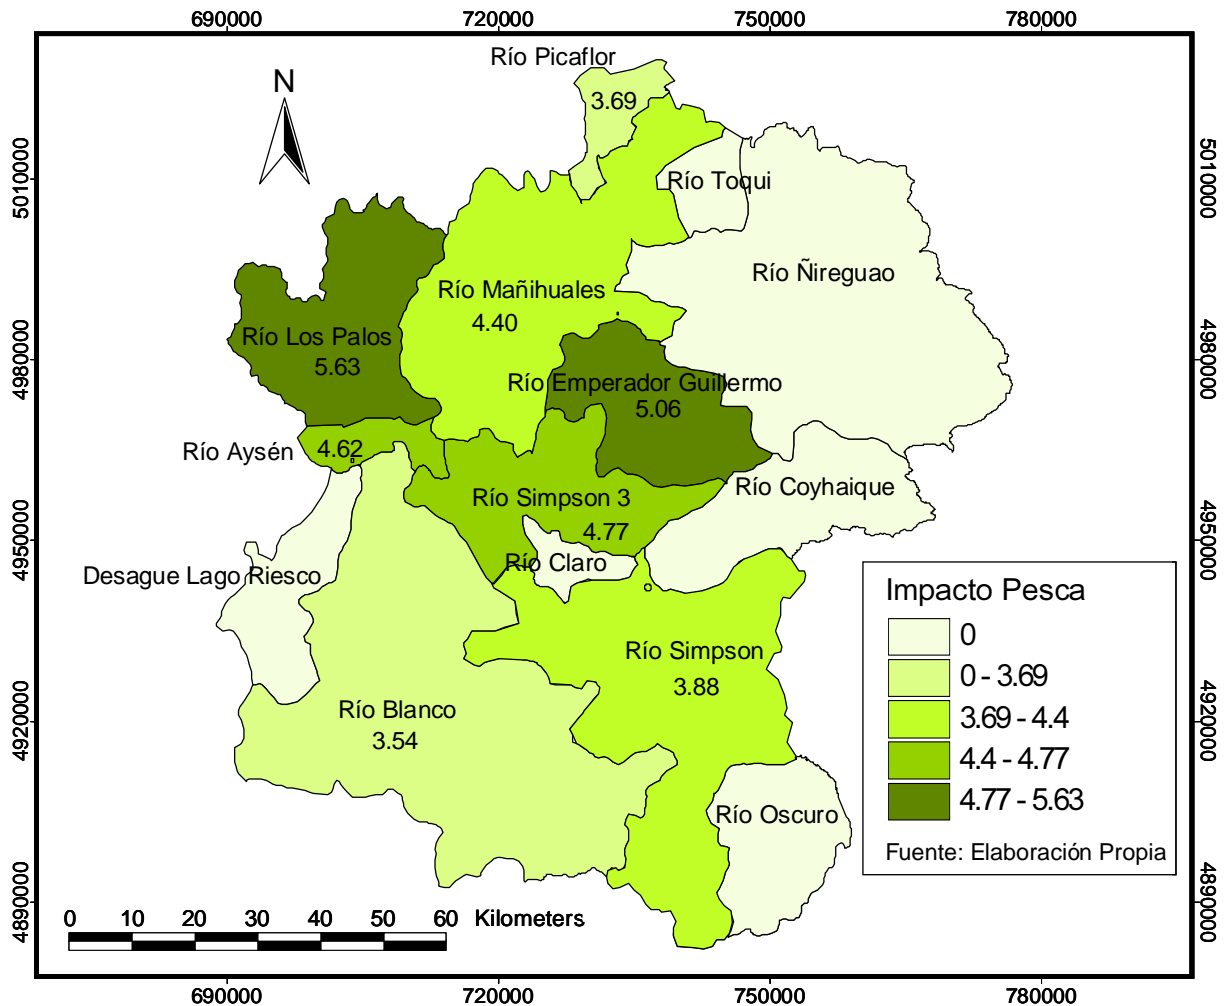 690000 720000 750000 780000
Río Picaflor
N
3.69
5010000
5010000
Río Toqui
Río Ñireguao
Río Mañihuales
4.40
Río Los Palos
5.63
4980000
4980000
Río Emperador Guillermo
5.06
Río Aysén
4.62
Río Coyhaique
Río Simpson 3
4.77
4950000
4950000
Río Claro
Desague Lago Riesco
Impacto Pesca
0
0 - 3.69
3.69 - 4.4
4.4 - 4.77
4.77 - 5.63
Fuente: Elaboración Propia
Río Simpson
3.88
Río Blanco
3.54
4920000
4920000
Río Oscuro
4890000
4890000
0 10 20 30 40 50 60 Kilometers
690000 720000 750000 780000